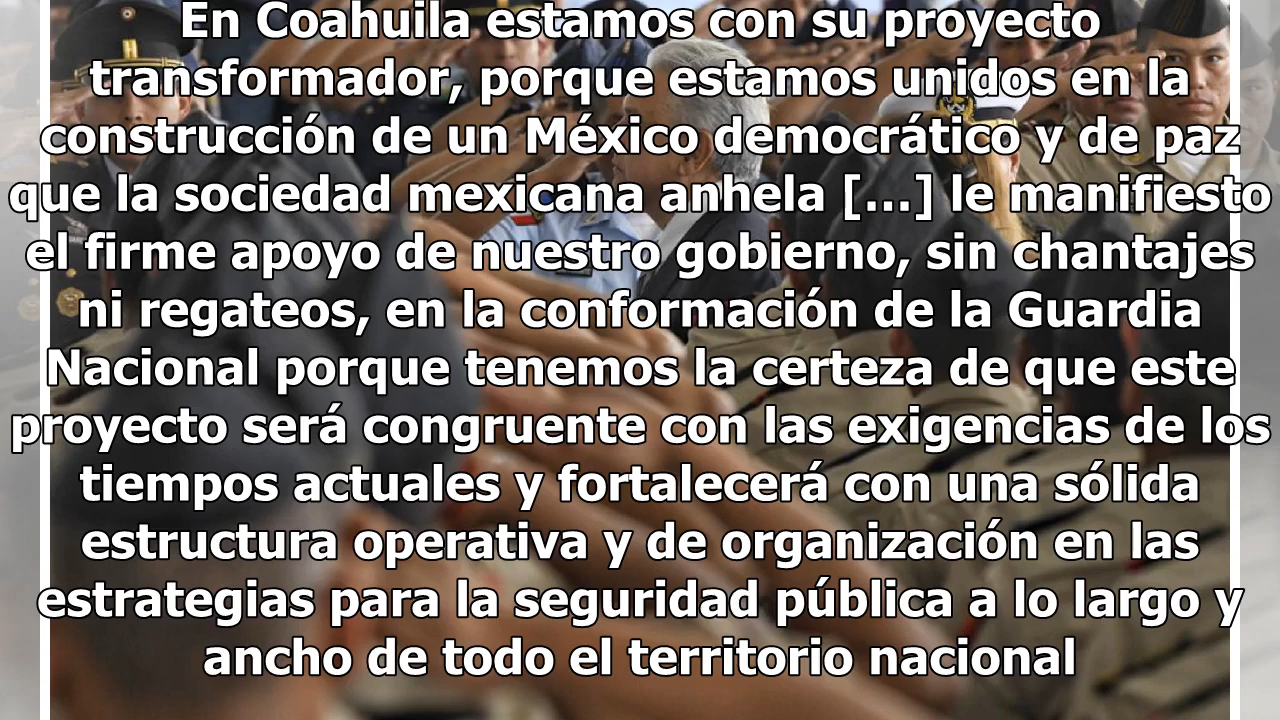 En Coahuila estamos con su proyecto
transformador, porque estamos unidos en la
construcción de un México democrático y de paz
que la sociedad mexicana anhela [...] le manifiesto
el firme apoyo de nuestro gobierno, sin chantajes
ni regateos, en la conformación de la Guardia
Nacional porque tenemos la certeza de que este
proyecto será congruente con las exigencias de los
tiempos actuales y fortalecerá con una sólida
estructura operativa y de organización en las
estrategias para la seguridad pública a lo largo y
ancho de todo el territorio nacional